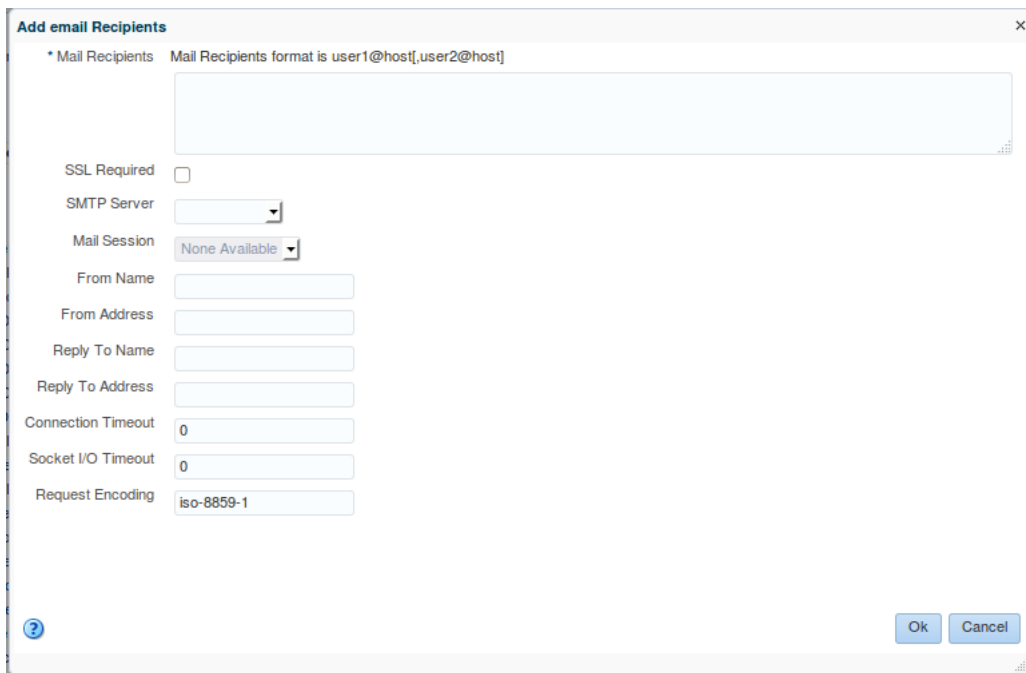 Add email Recipients
* Mail Recipients Mail Recipients format is user1@host[,user2@host]
SSL Required
SMTP Server
Mail Session None Available
From Name
From Address
Reply To Name
Reply To Address
Connection Timeout 0
Socket I/O Timeout 0
Request Encoding iso-8859-1
Ok Cancel